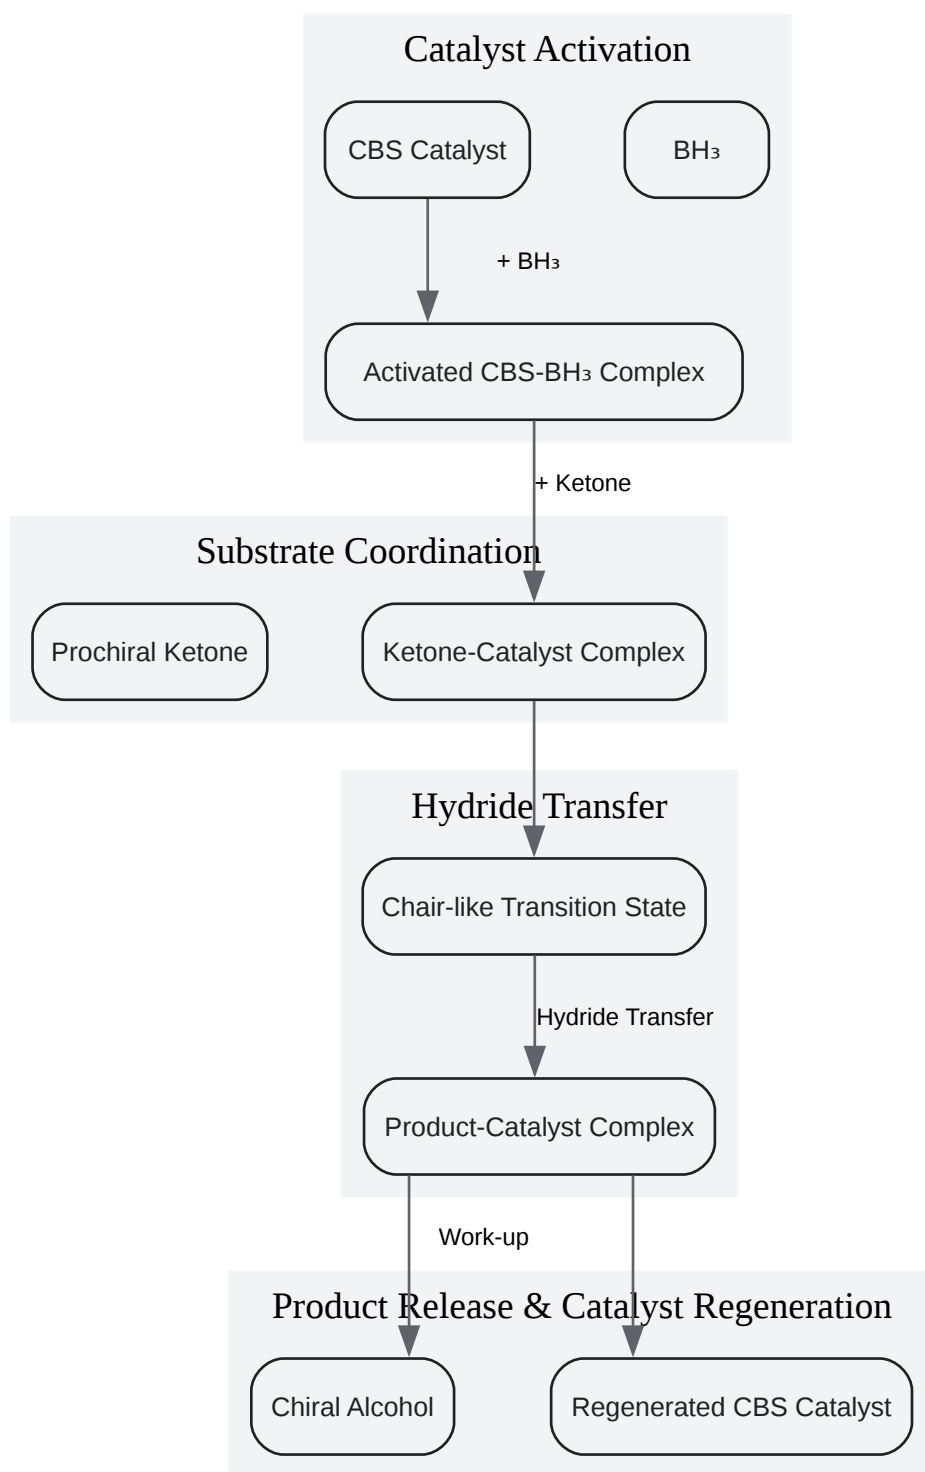 Catalyst Activation
CBS Catalyst
BH₃
+ BH₃
Activated CBS-BH₃ Complex
+ Ketone
Substrate Coordination
Prochiral Ketone
Ketone-Catalyst Complex
Hydride Transfer
Chair-like Transition State
Hydride Transfer
Product-Catalyst Complex
Work-up
Product Release & Catalyst Regeneration
Chiral Alcohol
Regenerated CBS Catalyst